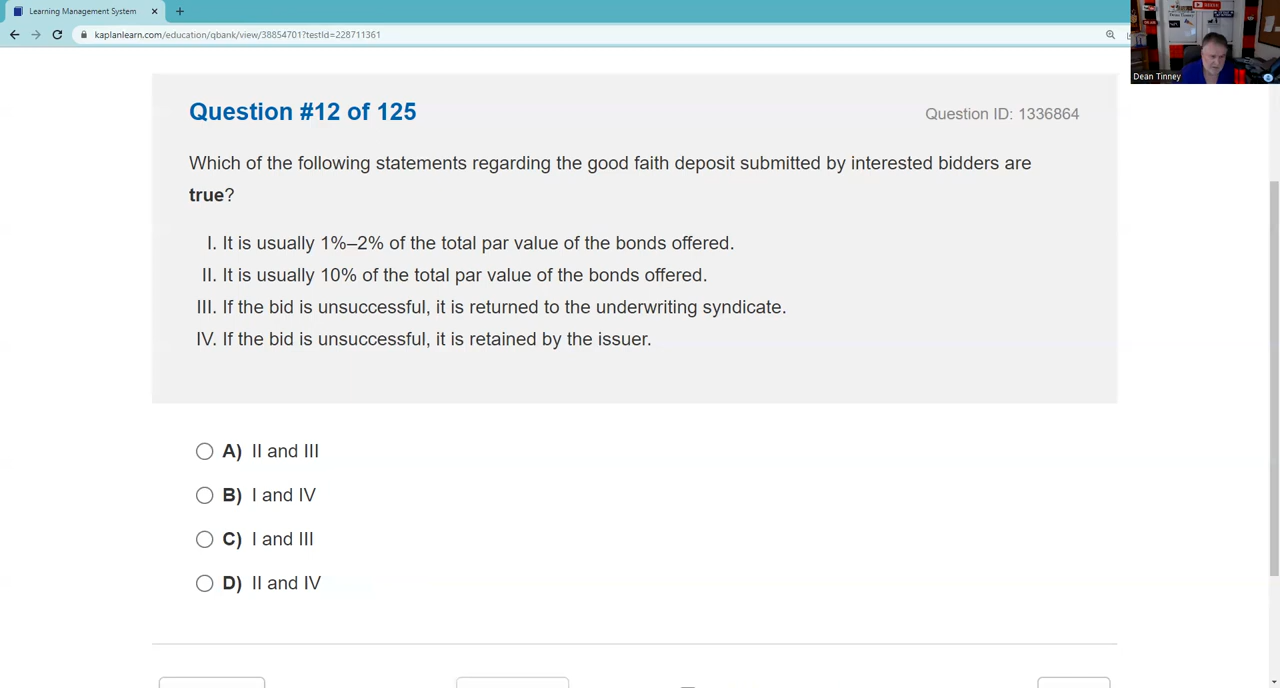 Learning Management System
kaplanlearn.com/education/qbank/view/38854701?testId=228711361
Dean Tinney
Question #12 of 125
Question ID: 1336864
Which of the following statements regarding the good faith deposit submitted by interested bidders are
true?
I. It is usually 1%–2% of the total par value of the bonds offered.
II. It is usually 10% of the total par value of the bonds offered.
III. If the bid is unsuccessful, it is returned to the underwriting syndicate.
IV. If the bid is unsuccessful, it is retained by the issuer.
A) II and III
B) I and IV
C) I and III
D) II and IV